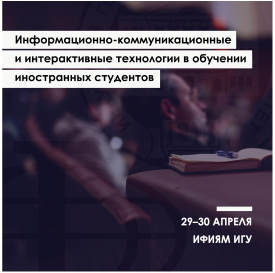 Информационно-коммуникационные
и интерактивные технологии в обучении
иностранных студентов
29–30 АПРЕЛЯ
ИФИЯМ ИГУ